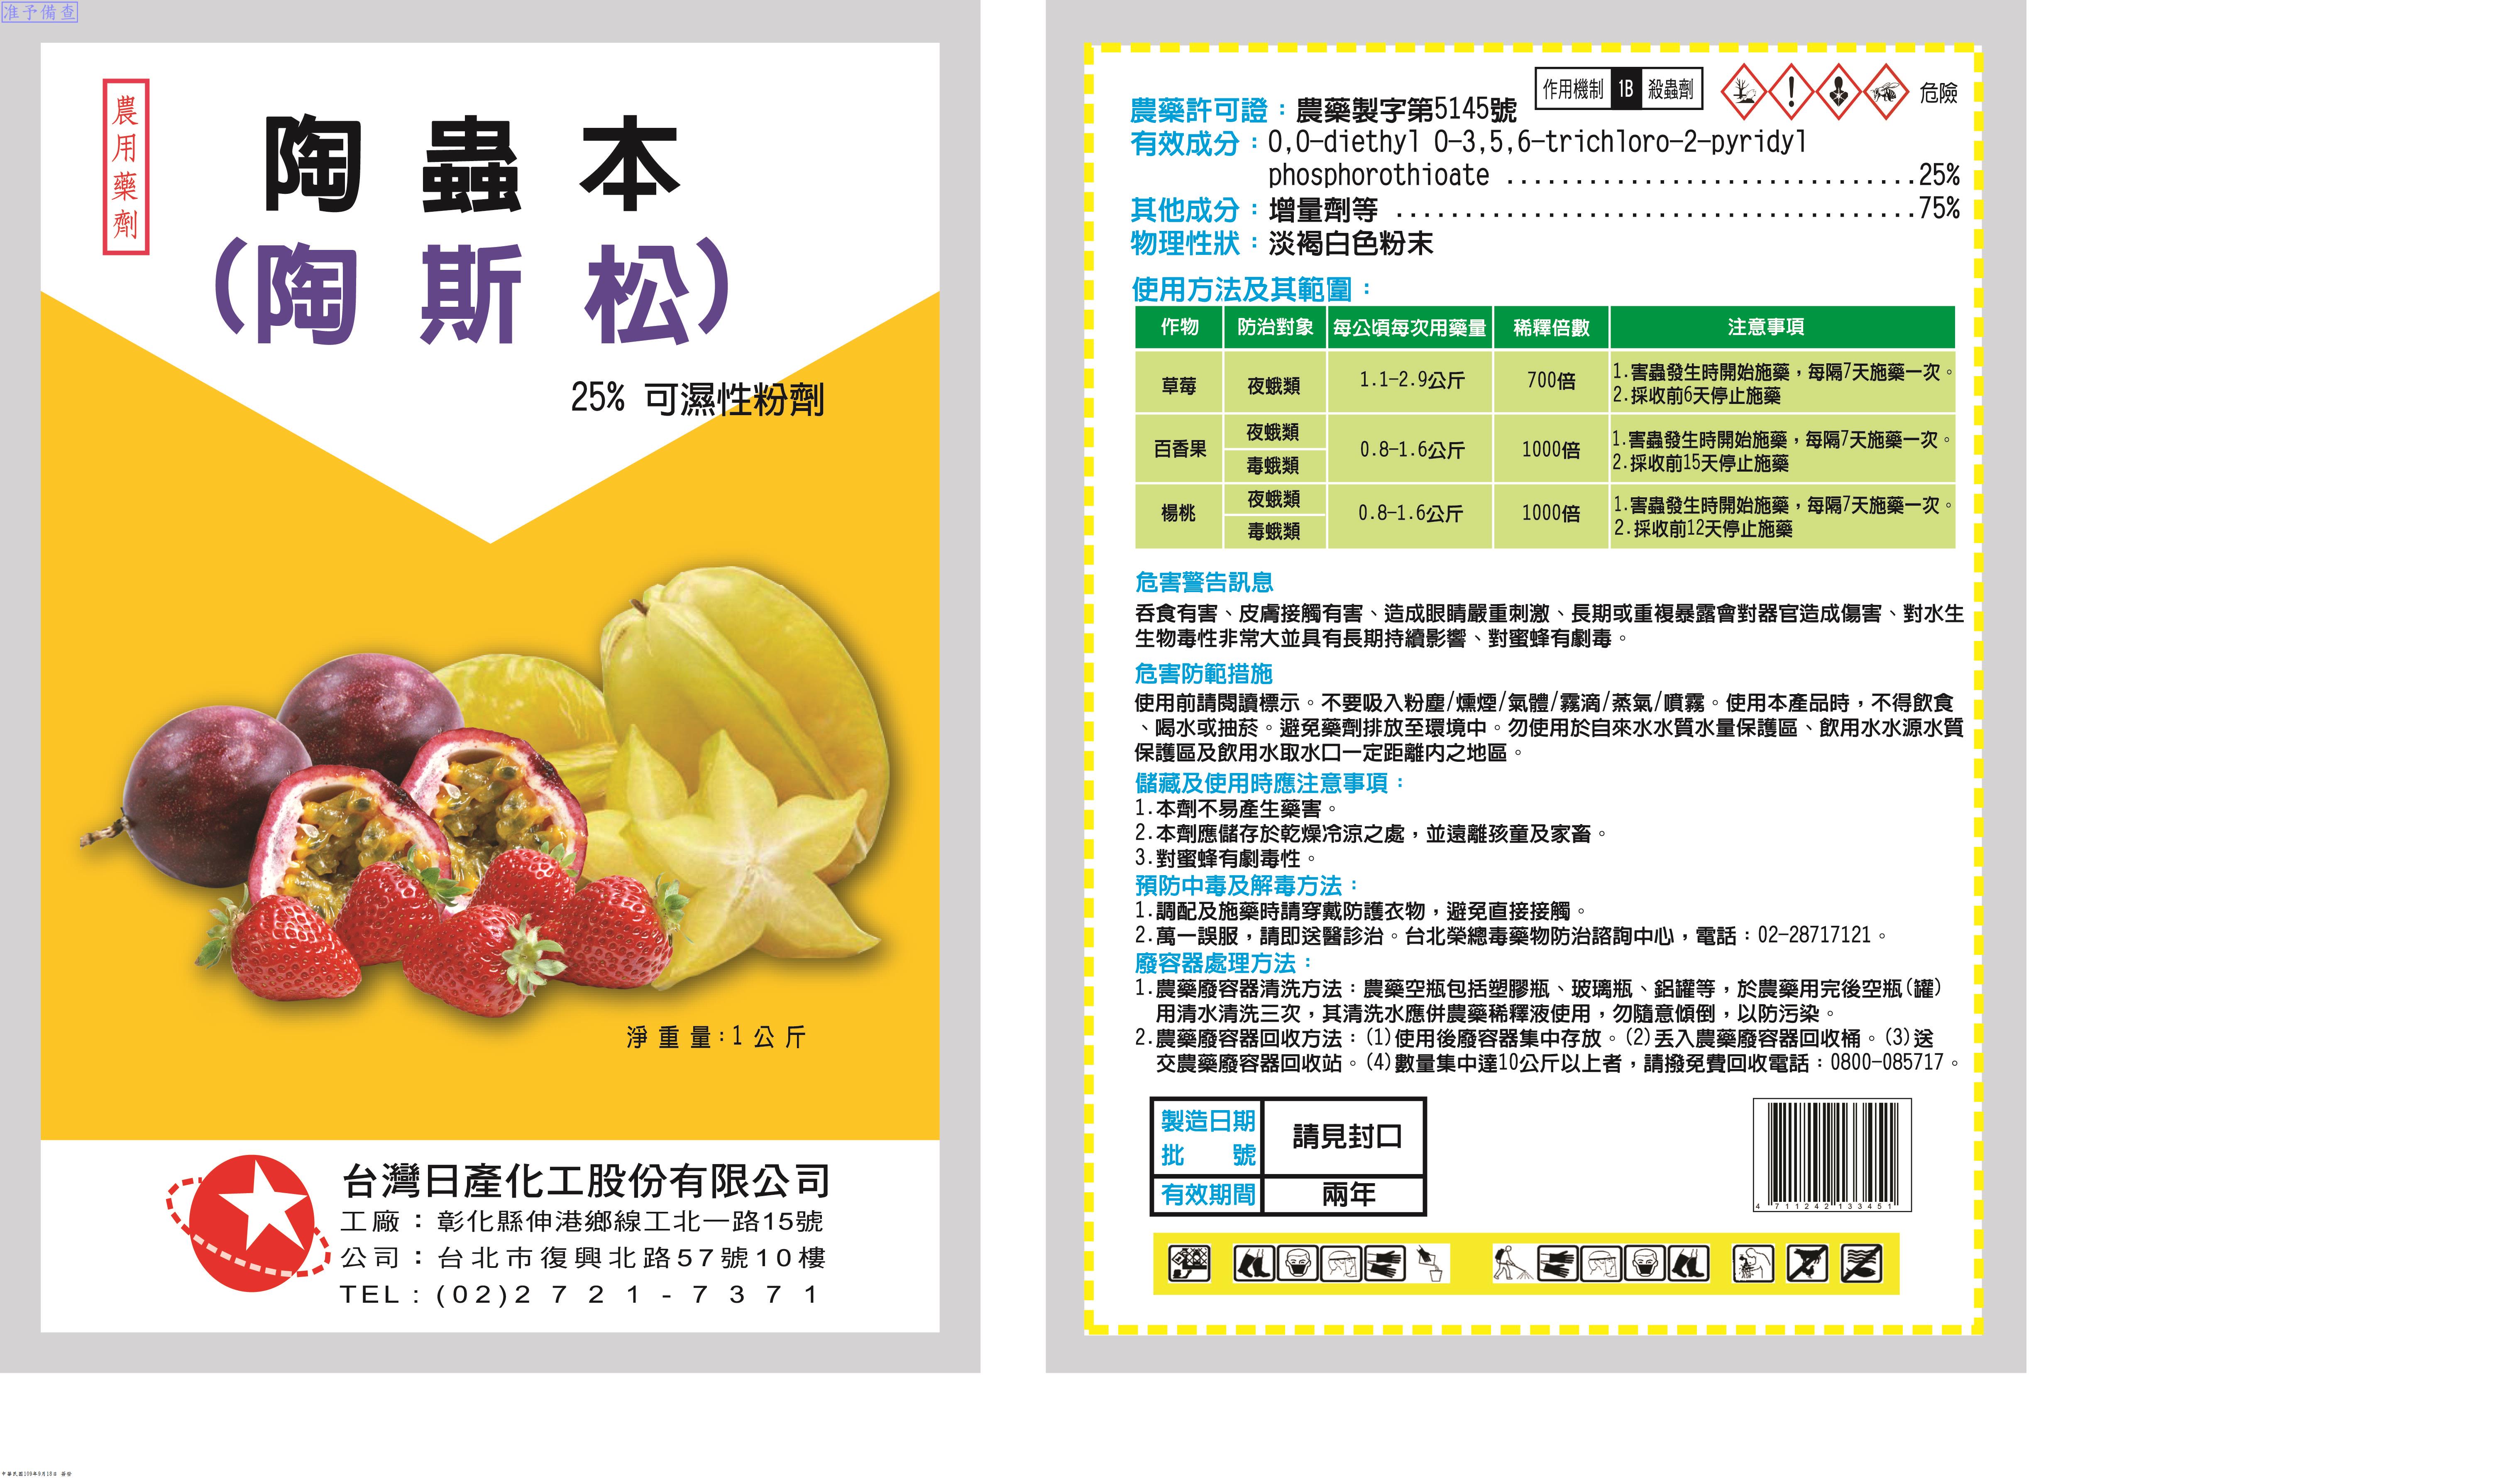 准予備查
農用藥劑
陶蟲本
(陶斯松)
25% 可濕性粉劑
淨重量:1公斤
台灣日產化工股份有限公司
工廠：彰化縣伸港鄉線工北一路15號
公司：台北市復興北路57號10樓
TEL：(02)2721-7371
作用機制 1B 殺蟲劑
危險
農藥許可證：農藥製字第5145號
有效成分：O,O-diethyl O-3,5,6-trichloro-2-pyridyl
phosphorothioate ..............................25%
其他成分：增量劑等 ......................................75%
物理性狀：淡褐白色粉末
使用方法及其範圍：
作物 防治對象 每公頃每次用藥量 稀釋倍數 注意事項
草莓 夜蛾類 1.1-2.9公斤 700倍 1.害蟲發生時開始施藥，每隔7天施藥一次。
2.採收前6天停止施藥
百香果 夜蛾類 毒蛾類 0.8-1.6公斤 1000倍 1.害蟲發生時開始施藥，每隔7天施藥一次。
2.採收前15天停止施藥
楊桃 夜蛾類 毒蛾類 0.8-1.6公斤 1000倍 1.害蟲發生時開始施藥，每隔7天施藥一次。
2.採收前12天停止施藥
危害警告訊息
吞食有害、皮膚接觸有害、造成眼睛嚴重刺激、長期或重複暴露會對器官造成傷害、對水生
生物毒性非常大並具有長期持續影響、對蜜蜂有劇毒。
危害防範措施
使用前請閱讀標示。不要吸入粉塵/燻煙/氣體/霧滴/蒸氣/噴霧。使用本產品時，不得飲食
、喝水或抽菸。避免藥劑排放至環境中。勿使用於自來水水質水量保護區、飲用水水源水質
保護區及飲用水取水口一定距離內之地區。
儲藏及使用時應注意事項：
1.本劑不易產生藥害。
2.本劑應儲存於乾燥冷涼之處，並遠離孩童及家畜。
3.對蜜蜂有劇毒性。
預防中毒及解毒方法：
1.調配及施藥時請穿戴防護衣物，避免直接接觸。
2.萬一誤服，請即送醫診治。台北榮總毒藥物防治諮詢中心，電話：02-28717121。
廢容器處理方法：
1.農藥廢容器清洗方法：農藥空瓶包括塑膠瓶、玻璃瓶、鋁罐等，於農藥用完後空瓶(罐)
用清水清洗三次，其清洗水應併農藥稀釋液使用，勿隨意傾倒，以防污染。
2.農藥廢容器回收方法：(1)使用後廢容器集中存放。(2)丟入農藥廢容器回收桶。(3)送
交農藥廢容器回收站。(4)數量集中達10公斤以上者，請撥免費回收電話：0800-085717。
製造日期
批號
請見封口
有效期間 兩年
4 711242 133451
中華民國109年9月18日